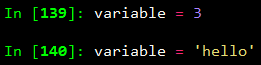 In [139]: variable = 3
In [140]: variable = 'hello'